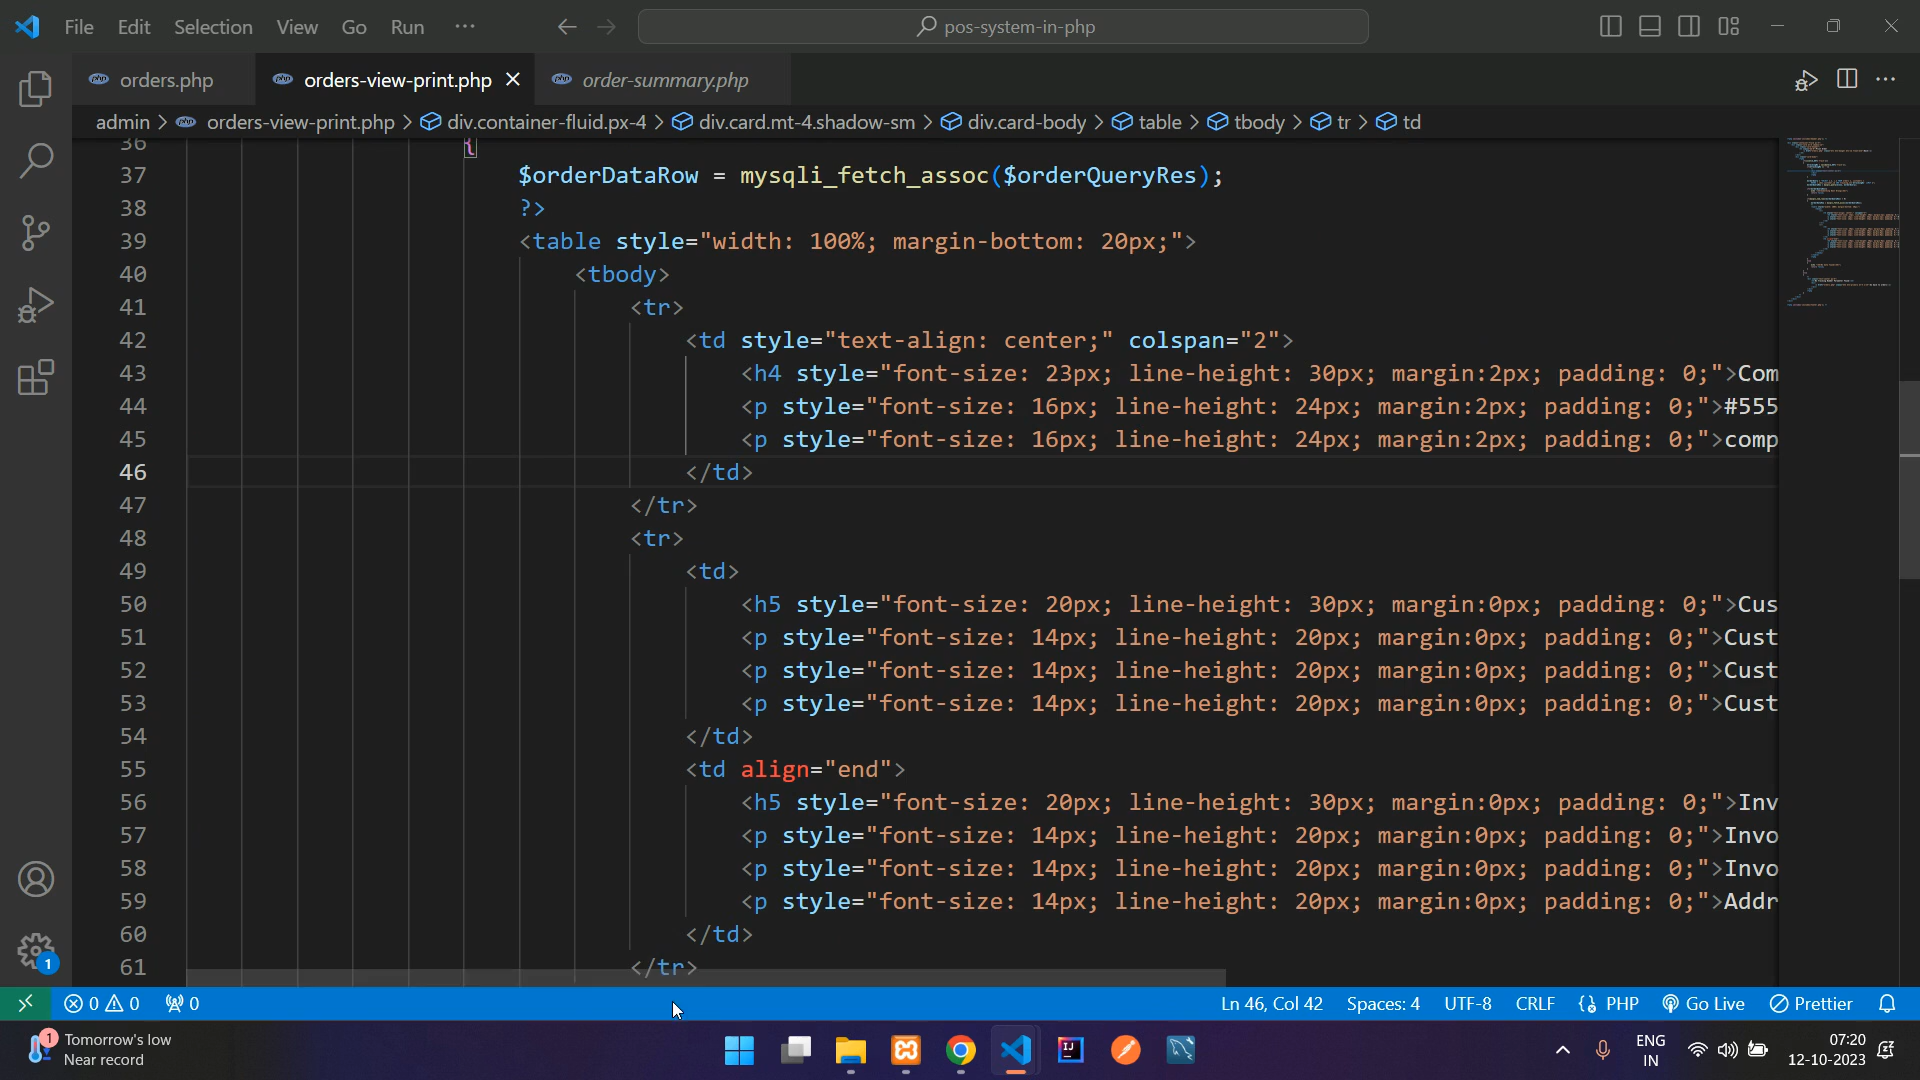 File Edit Selection View Go Run ··· pos-system-in-php
orders.php orders-view-print.php order-summary.php
admin > orders-view-print.php > div.container-fluid.px-4 > div.card.mt-4.shadow-sm > div.card-body > table > tbody > tr > td
36 {
37 $orderDataRow = mysqli_fetch_assoc($orderQueryRes);
38 ?>
39 <table style="width: 100%; margin-bottom: 20px;">
40 <tbody>
41 <tr>
42 <td style="text-align: center;" colspan="2">
43 <h4 style="font-size: 23px; line-height: 30px; margin:2px; padding: 0;">Com
44 <p style="font-size: 16px; line-height: 24px; margin:2px; padding: 0;">#555
45 <p style="font-size: 16px; line-height: 24px; margin:2px; padding: 0;">comp
46 </td>
47 </tr>
48 <tr>
49 <td>
50 <h5 style="font-size: 20px; line-height: 30px; margin:0px; padding: 0;">Cus
51 <p style="font-size: 14px; line-height: 20px; margin:0px; padding: 0;">Cust
52 <p style="font-size: 14px; line-height: 20px; margin:0px; padding: 0;">Cust
53 <p style="font-size: 14px; line-height: 20px; margin:0px; padding: 0;">Cust
54 </td>
55 <td align="end">
56 <h5 style="font-size: 20px; line-height: 30px; margin:0px; padding: 0;">Inv
57 <p style="font-size: 14px; line-height: 20px; margin:0px; padding: 0;">Invo
58 <p style="font-size: 14px; line-height: 20px; margin:0px; padding: 0;">Invo
59 <p style="font-size: 14px; line-height: 20px; margin:0px; padding: 0;">Addr
60 </td>
61 </tr>
1
0 0 0 Ln 46, Col 42 Spaces: 4 UTF-8 CRLF PHP Go Live Prettier
1 Tomorrow's low
Near record
ENG
IN
07:20
12-10-2023